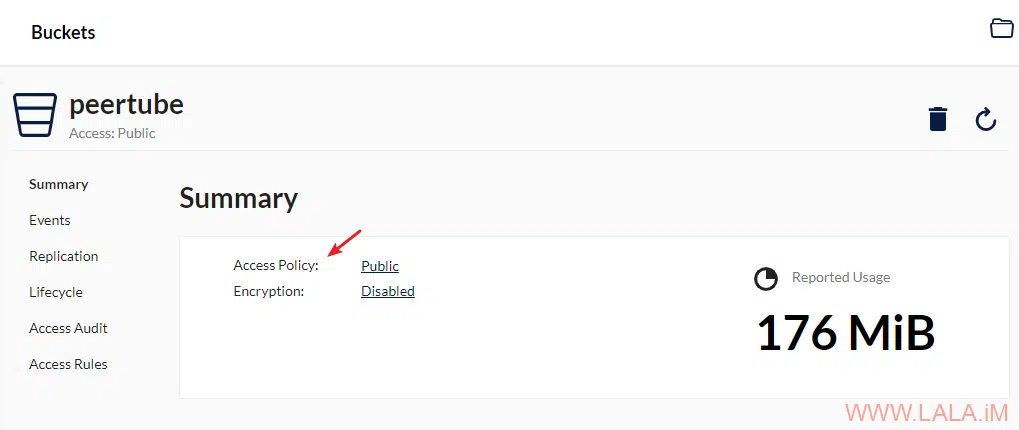 Buckets
peertube
Access: Public
Summary
Events
Replication
Lifecycle
Access Audit
Access Rules
Summary
Access Policy: Public
Encryption: Disabled
Reported Usage
176 MiB
WWW.LALA.iM